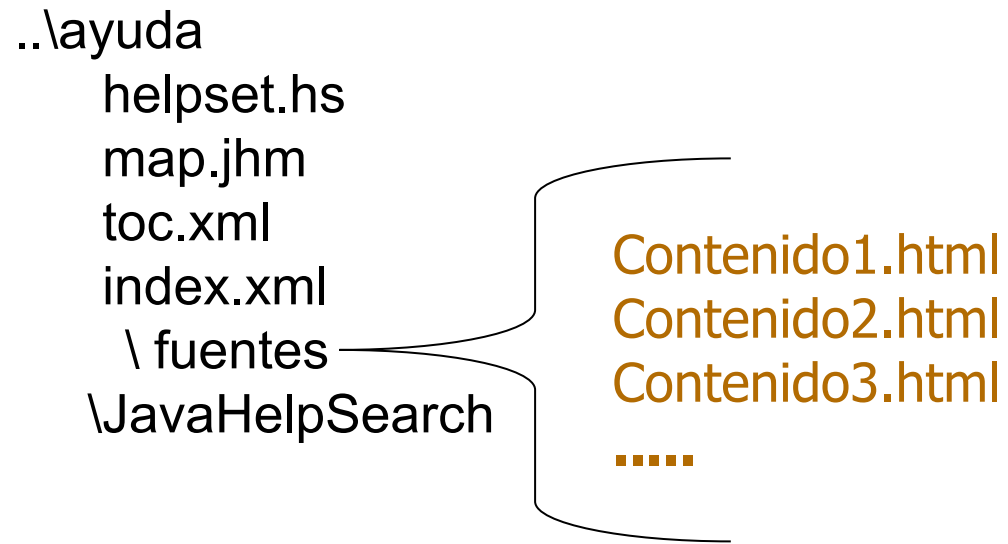 ..\ayuda
helpset.hs
map.jhm
toc.xml
index.xml
\ fuentes
\JavaHelpSearch
Contenido1.html
Contenido2.html
Contenido3.html
.....